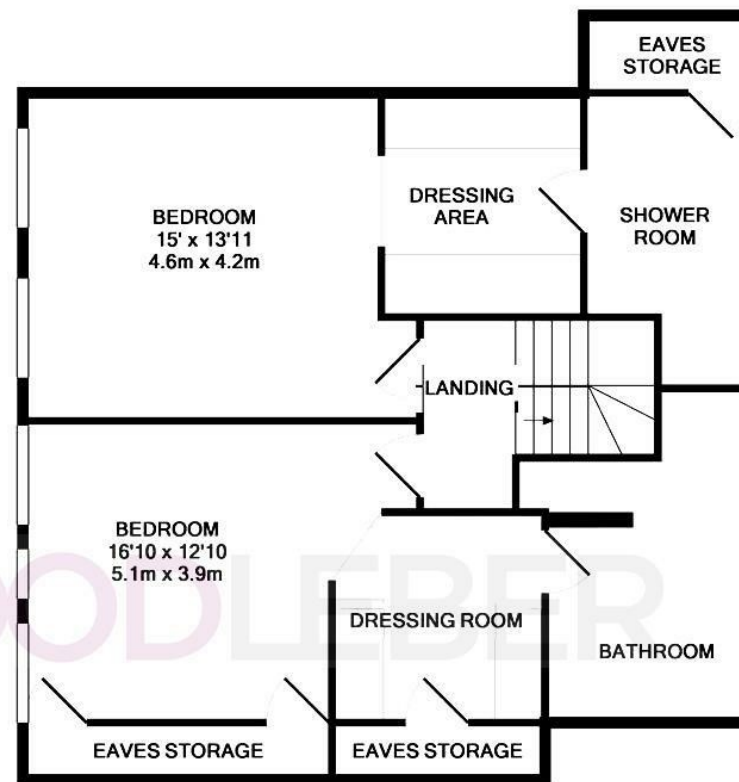 EAVES
STORAGE
BEDROOM
15' x 13'11
4.6m x 4.2m
DRESSING
AREA
SHOWER
ROOM
LANDING
BEDROOM
16'10 x 12'10
5.1m x 3.9m
DRESSING ROOM
BATHROOM
OODLEBER
EAVES STORAGE
EAVES STORAGE